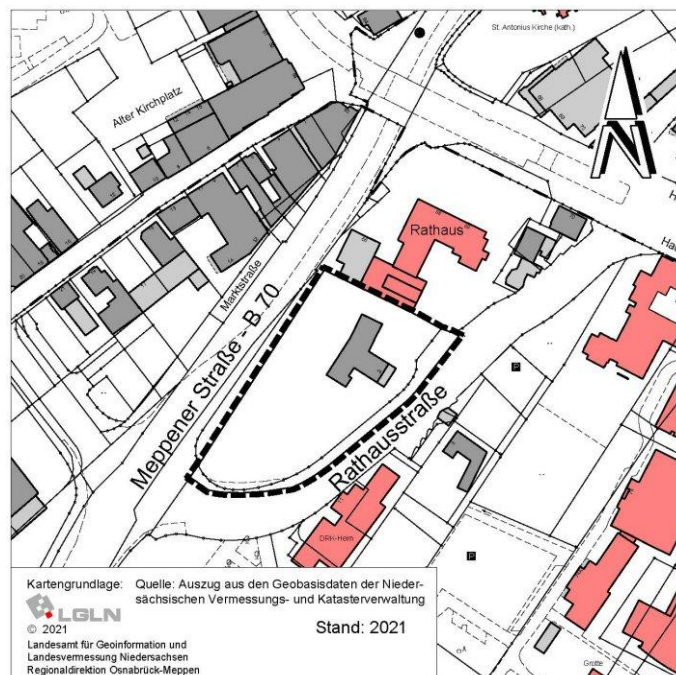 St. Antonius Kirche (kath.)
Alter Kirchplatz
N
Rathaus
Ha
Marktstraße
Meppener Straße - B 70
P
Rathausstraße
DRK-Heim
P
Grotte
Kartengrundlage: Quelle: Auszug aus den Geobasisdaten der Nieder-
sächsischen Vermessungs- und Katasterverwaltung
LGLN
© 2021
Stand: 2021
Landesamt für Geoinformation und
Landesvermessung Niedersachsen
Regionaldirektion Osnabrück-Meppen